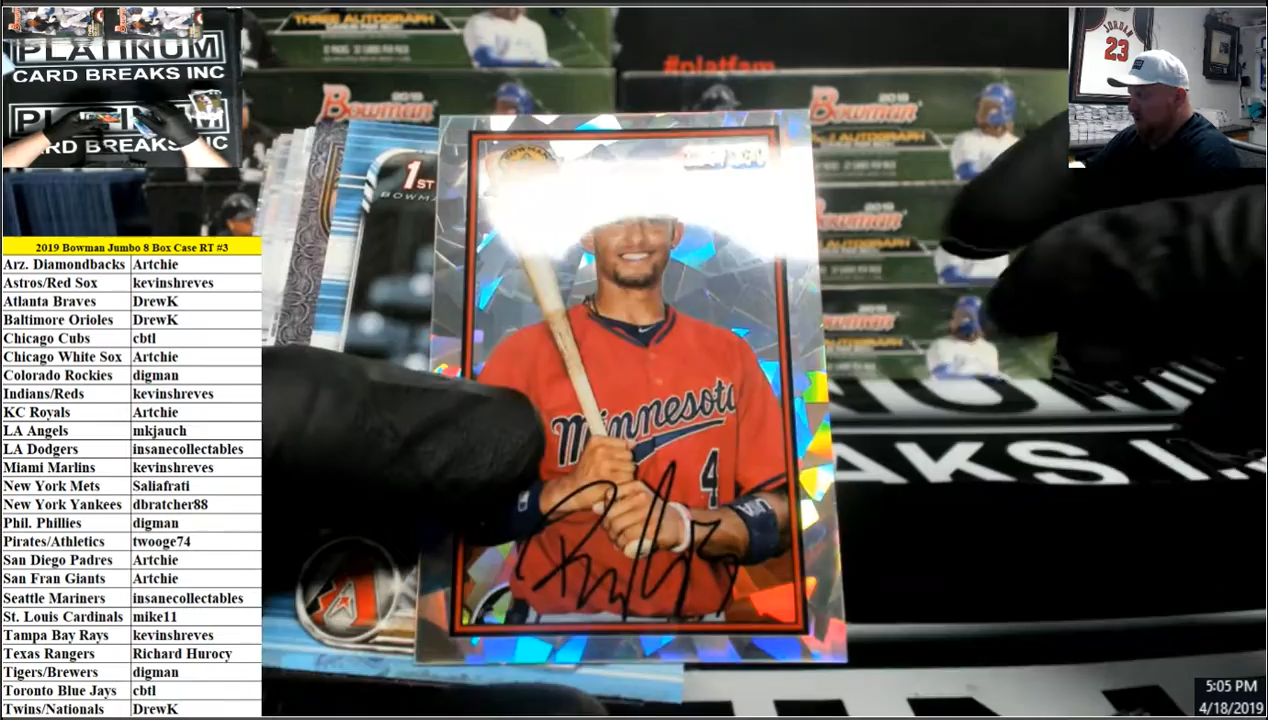 PLATINUM
CARD BREAKS INC
PLATINUM
CARD BREAKS INC
THREE AUTOGRAPH
#platfam
JORDAN
23
Bowman
2019
Bowman
2019
1ST
BOWMA
Minnesota
4
BREAKS I
2019 Bowman Jumbo 8 Box Case RT #3
Arz. Diamondbacks Artchie
Astros/Red Sox kevinshreves
Atlanta Braves DrewK
Baltimore Orioles DrewK
Chicago Cubs cbtl
Chicago White Sox Artchie
Colorado Rockies digman
Indians/Reds kevinshreves
KC Royals Artchie
LA Angels mkjauch
LA Dodgers insanecollectables
Miami Marlins kevinshreves
New York Mets Saliafrati
New York Yankees dbratcher88
Phil. Phillies digman
Pirates/Athletics twooge74
San Diego Padres Artchie
San Fran Giants Artchie
Seattle Mariners insanecollectables
St. Louis Cardinals mike11
Tampa Bay Rays kevinshreves
Texas Rangers Richard Hurocy
Tigers/Brewers digman
Toronto Blue Jays cbtl
Twins/Nationals DrewK
5:05 PM
4/18/2019